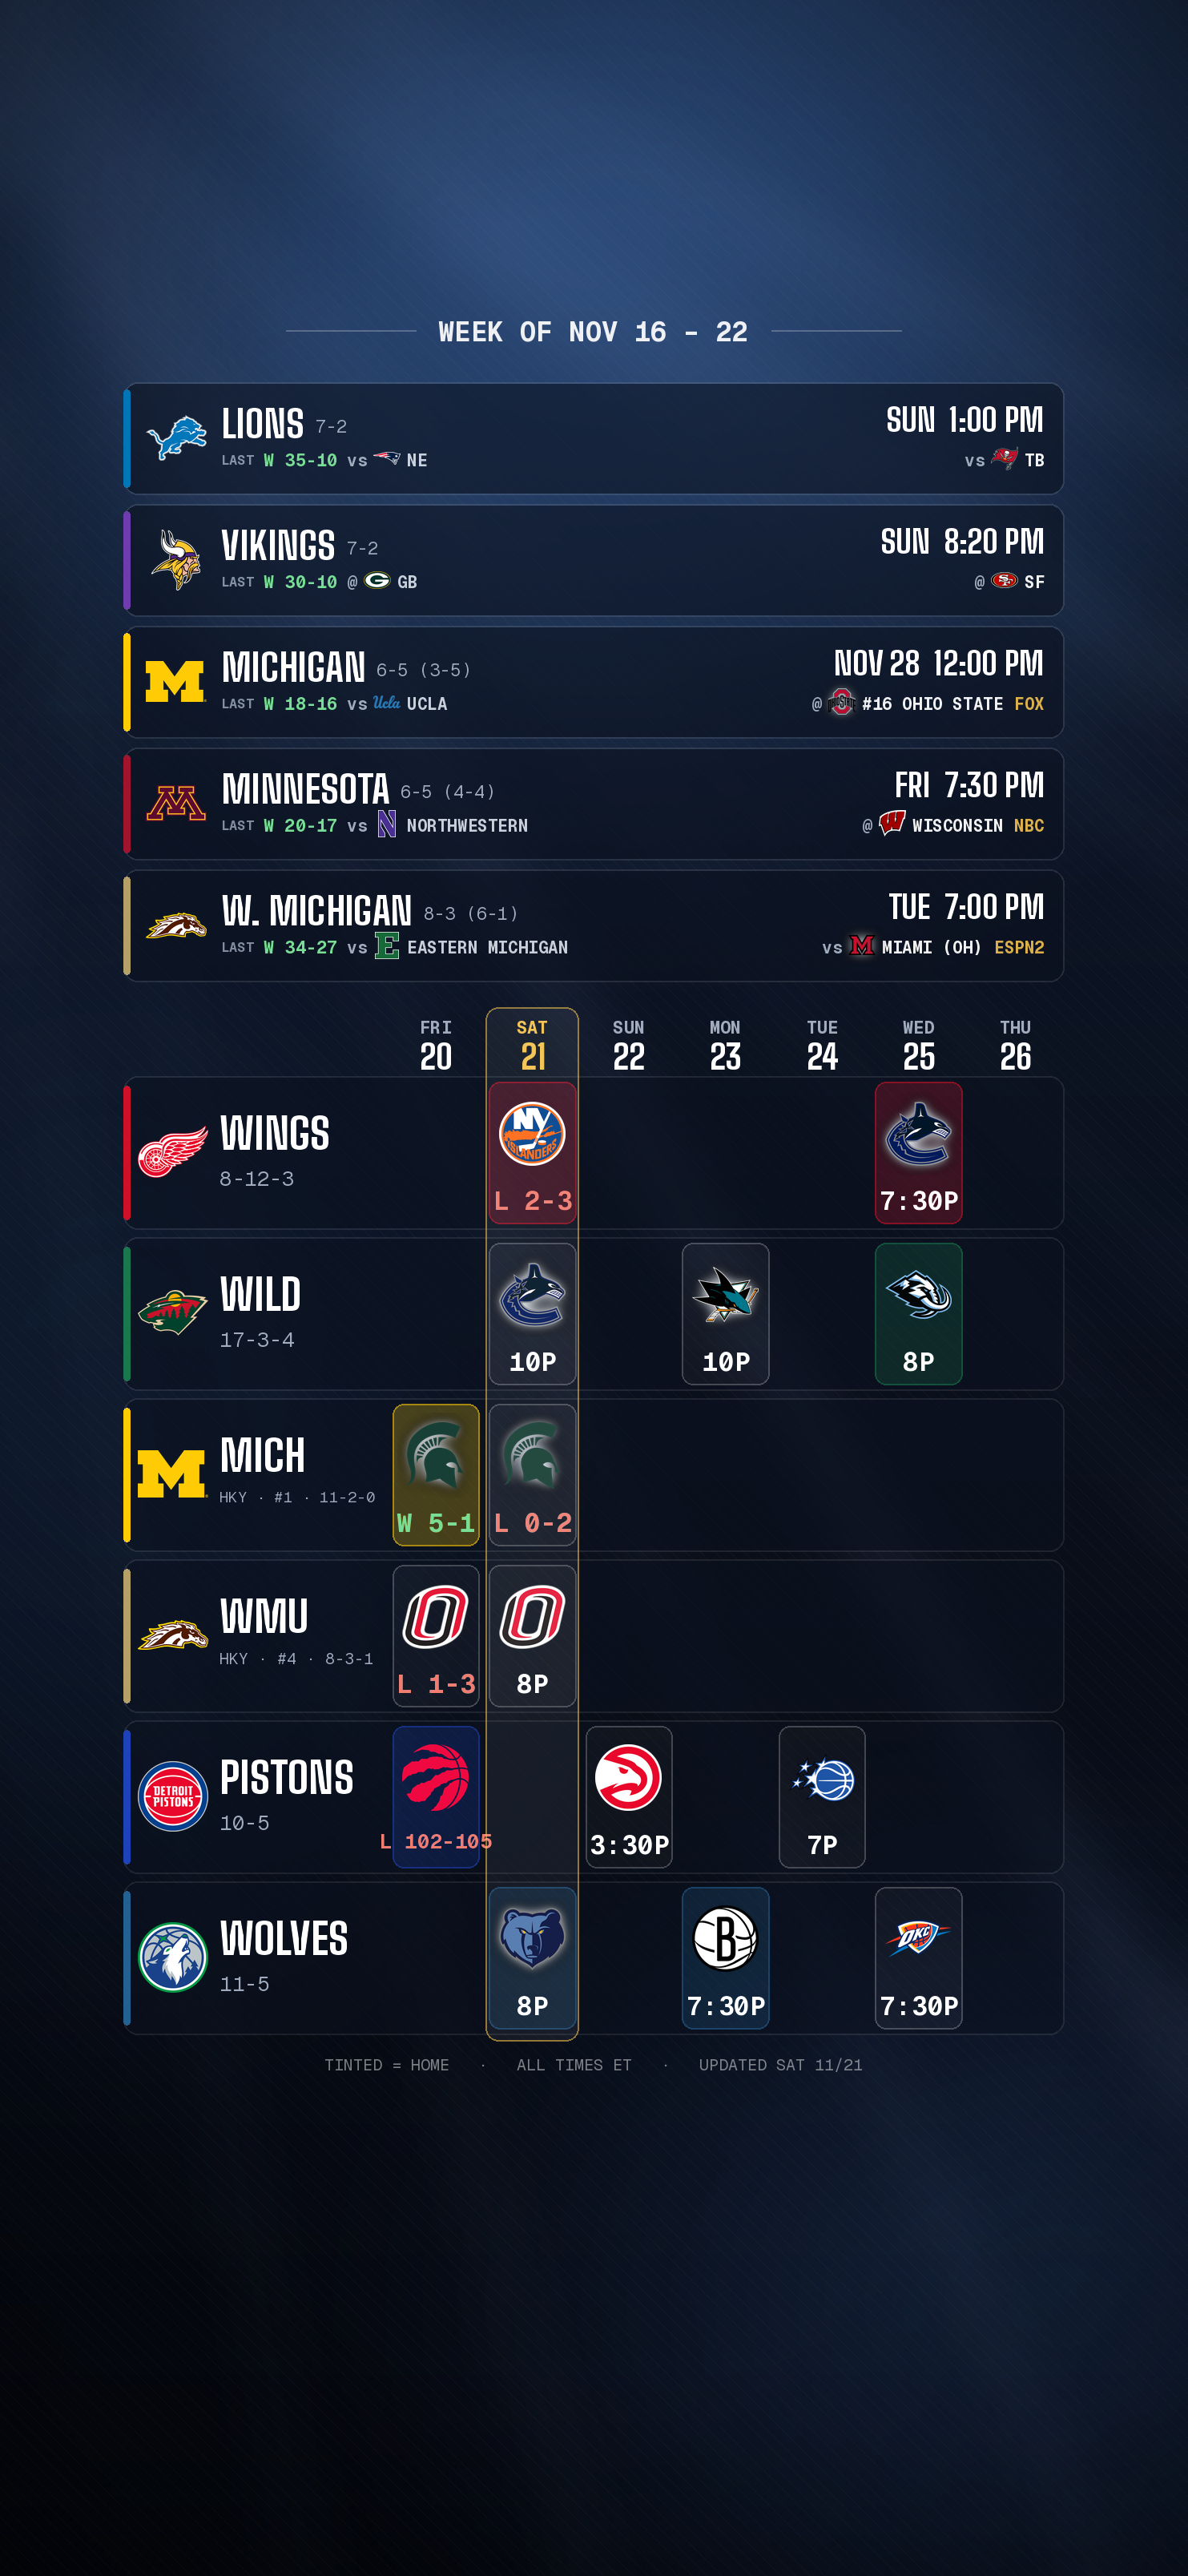 WEEK OF NOV 16 – 22
LIONS 7-2
SUN 1:00 PM
LAST W 35-10 vs NE
vs TB
VIKINGS 7-2
SUN 8:20 PM
LAST W 30-10 @ GB
@ SF
MICHIGAN 6-5 (3-5)
NOV 28 12:00 PM
LAST W 18-16 vs Ucla UCLA
@ #16 OHIO STATE FOX
MINNESOTA 6-5 (4-4)
FRI 7:30 PM
LAST W 20-17 vs NORTHWESTERN
@ WISCONSIN NBC
W. MICHIGAN 8-3 (6-1)
TUE 7:00 PM
LAST W 34-27 vs EASTERN MICHIGAN
vs MIAMI (OH) ESPN2
FRI SAT SUN MON TUE WED THU
20 21 22 23 24 25 26
WINGS
8-12-3
NY ISLANDERS
L 2-3
7:30P
WILD
17-3-4
10P
10P
8P
MICH
HKY · #1 · 11-2-0
W 5-1
L 0-2
WMU
HKY · #4 · 8-3-1
L 1-3
8P
PISTONS
DETROIT PISTONS
10-5
L 102-105
3:30P
7P
WOLVES
11-5
8P
B
7:30P
OKC
7:30P
TINTED = HOME · ALL TIMES ET · UPDATED SAT 11/21